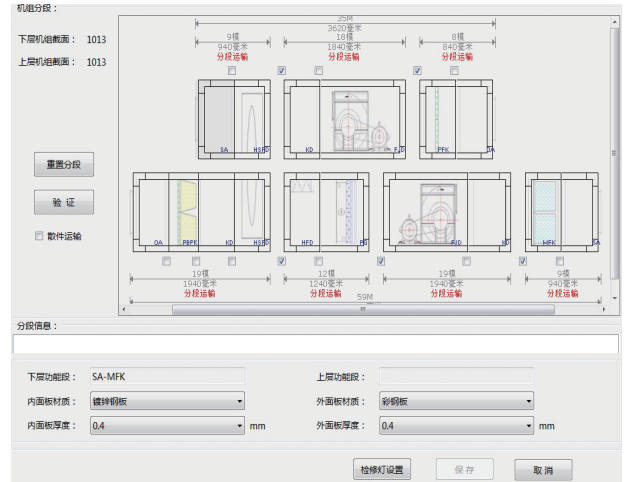 机组分段：
下层机组截面： 1013
上层机组截面： 1013
重置分段
验 证
散件运输
35M
3620毫米
9模
940毫米
分段运输
18模
1840毫米
分段运输
8模
840毫米
分段运输
SA HSFD KD FJD PFK OA
OA PBPK KD HSFD HFD PG FJD KD MFK SA
19模
1940毫米
分段运输
12模
1240毫米
分段运输
19模
1940毫米
分段运输
9模
940毫米
分段运输
59M
分段信息：
下层功能段： SA-MFK 上层功能段：
内面板材质： 镀锌钢板 外面板材质： 彩钢板
内面板厚度： 0.4 mm 外面板厚度： 0.4 mm
检修灯设置 保 存 取 消